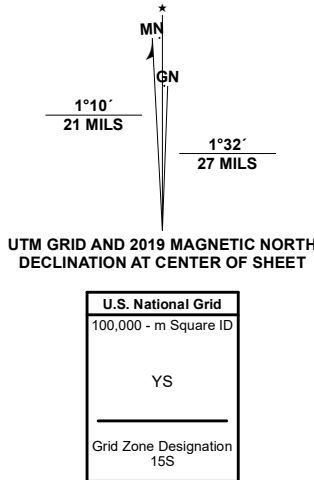 ★
MN
GN
1°10´
21 MILS
1°32´
27 MILS
UTM GRID AND 2019 MAGNETIC NORTH
DECLINATION AT CENTER OF SHEET
U.S. National Grid
100,000 - m Square ID
YS
Grid Zone Designation
15S